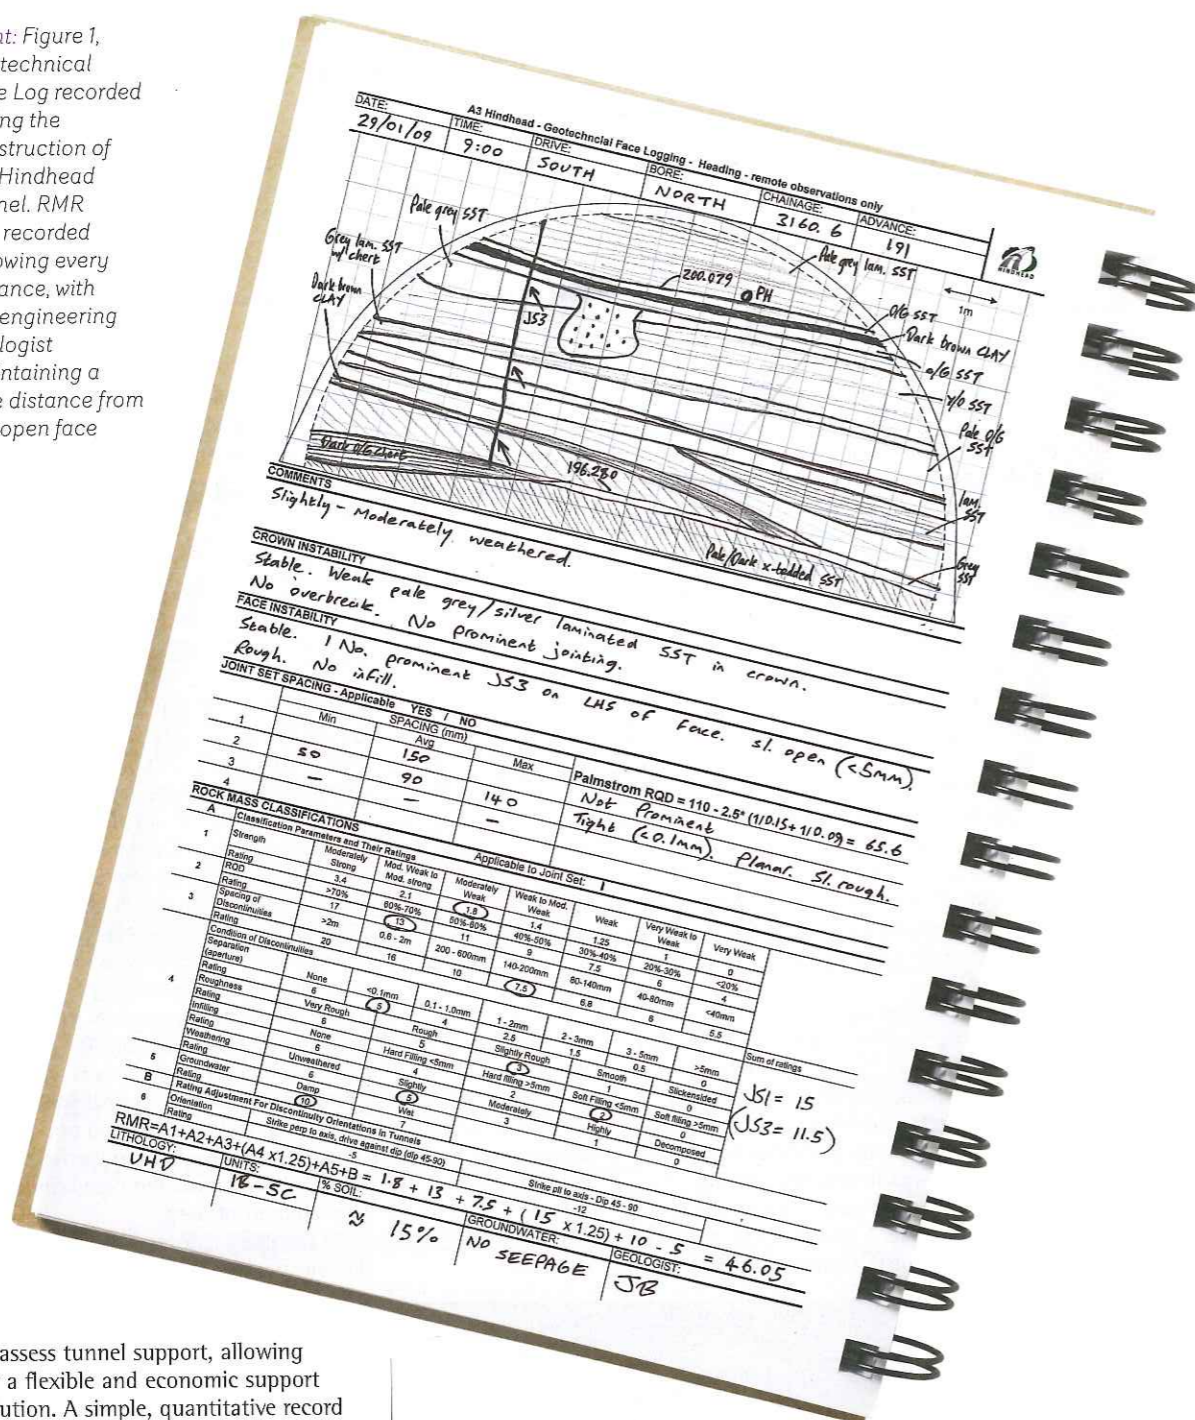 nt: Figure 1,
technical
e Log recorded
ng the
struction of
Hindhead
nel. RMR
recorded
owing every
ance, with
engineering
logist
ntaining a
e distance from
open face
A3 Hindhead - Geotechncial Face Logging - Heading - remote observations only
DATE: TIME: DRIVE: BORE: CHAINAGE: ADVANCE:
29/01/09 9:00 SOUTH NORTH 3160.6 191
HINDHEAD
1m
Pale grey SST
Grey lam. SST w/ chert
Dark brown CLAY
Pale grey lam. SST
200.079
PH
JS3
O/G SST
Dark brown CLAY
O/G SST
Y/O SST
Pale O/G SST
lam. SST
Grey SST
Dark O/G Chert
196.280
Pale/Dark x-bedded SST
COMMENTS
Slightly - Moderately weathered.
CROWN INSTABILITY
Stable. Weak pale grey/silver laminated SST in crown.
No overbreak. No prominent jointing.
FACE INSTABILITY
Stable. 1 No. prominent JS3 on LHS of face. sl. open (<5mm).
Rough. No infill.
JOINT SET SPACING - Applicable YES / NO
SPACING (mm)
Min Avg Max
Palmstrom RQD = 110 - 2.5* (1/0.15 + 1/0.09) = 65.6
1 150 Not Prominent
2 50 90 140 Tight (<0.1mm). Planar. Sl. rough.
3 - - -
4
ROCK MASS CLASSIFICATIONS Applicable to Joint Set: 1
A Classification Parameters and Their Ratings
1 Strength Moderately Strong Mod. Weak to Mod. strong Moderately Weak Weak to Mod. Weak Weak Very Weak to Weak Very Weak
Rating 3.4 2.1 1.8 1.4 1.25 1 0
2 RQD >70% 60%-70% 50%-60% 40%-50% 30%-40% 20%-30% <20%
Rating 17 13 11 9 7.5 6 4
3 Spacing of Discontinuities >2m 0.6 - 2m 200 - 600mm 140-200mm 80-140mm 40-80mm <40mm
Rating 20 16 10 7.5 6.8 6 5.5
Condition of Discontinuities
4 Separation (aperture) None <0.1mm 0.1 - 1.0mm 1 - 2mm 2 - 3mm 3 - 5mm >5mm
Rating 6 5 4 2.5 1.5 0.5 0
Roughness Very Rough Rough Slightly Rough Smooth Slickensided
Rating 6 5 3 1 0
Infilling None Hard Filling <5mm Hard filling >5mm Soft Filling <5mm Soft filling >5mm
Rating 6 4 2 2 0
Weathering Unweathered Slightly Moderately Highly Decomposed
Rating 6 5 3 1 0
Sum of ratings
JS1 = 15
(JS3 = 11.5)
5 Groundwater Damp Wet
Rating 10 7
B Rating Adjustment For Discontinuity Orientations In Tunnels
6 Orientation Strike perp to axis, drive against dip (dip 45-90) Strike pll to axis - Dip 45 - 90
Rating -5 -12
RMR=A1+A2+A3+(A4 x1.25)+A5+B = 1.8 + 13 + 7.5 + (15 x 1.25) + 10 - 5 = 46.05
LITHOLOGY: UNITS: % SOIL: GROUNDWATER: GEOLOGIST:
UHD 1B-5C ≈ 15% NO SEEPAGE JB
assess tunnel support, allowing
a flexible and economic support
ution. A simple, quantitative record